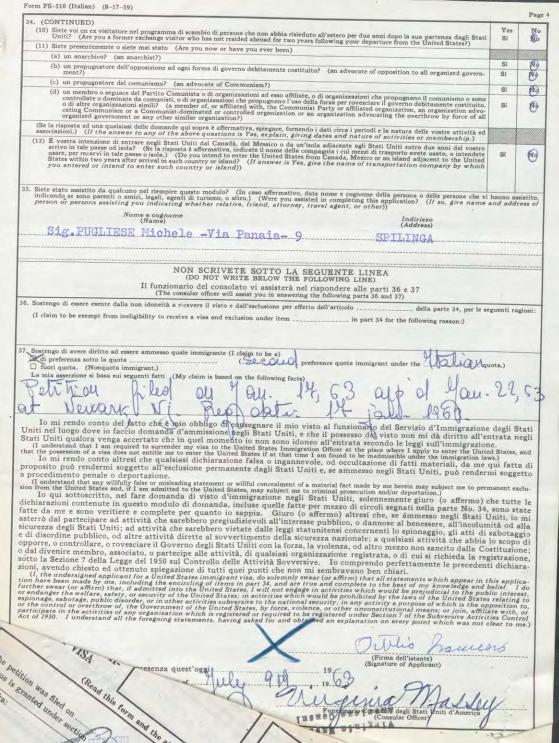 Form FS-510 (Italian) (8-17-59)
Page 4
34. (CONTINUED)
(10) Siete voi un ex visitatore nel programma di scambio di persone che non abbia risieduto all'estero per due anni dopo la sua partenza dagli Stati
Uniti? (Are you a former exchange visitor who has not resided abroad for two years following your departure from the United States?)
Yes No
Si No
(11) Siete presentemente o siete mai stato (Are you now or have you ever been)
(a) un anarchico? (an anarchist?)
Si No
(b) un propugnatore dell'opposizione ad ogni forma di governo debitamente costituito? (an advocate of opposition to all organized govern-
ment?)
Si No
(c) un propugnatore del comunismo? (an advocate of Communism?)
Si No
(d) un membro o seguace del Partito Comunista o di organizzazioni ad esso affiliate, o di organizzazioni che propugnano il comunismo o sono
controllate o dominate da comunisti, o di organizzazioni che propugnano l'uso della forza per rovesciare il governo debitamente costituito,
o di altre organizzazioni simili? (a member of, or affiliated with, the Communist Party or affiliated organization, an organization advo-
cating Communism or a Communist-dominated or controlled organization or an organization advocating the overthrow by force of all
organized government or any other similar organization?)
Si No
(Se la risposta ad una qualsiasi delle domande qui sopra è affermativa, spiegare, fornendo i dati circa i periodi e la natura delle vostre attività ed
associazioni.) (If the answer to any of the above questions is Yes, explain, giving dates and nature of activities or membership.)
(12) È vostra intenzione di entrare negli Stati Uniti dal Canadà, dal Messico o da un'isola adiacente agli Stati Uniti entro due anni dal vostro
arrivo in tale paese o isola? (Se la risposta è affermativa, indicate il nome della compagnia i cui mezzi di trasporto avete usato, o intendete
usare, per recarvi in tale paese o isola.) (Do you intend to enter the United States from Canada, Mexico or an island adjacent to the United
States within two years after arrival in such country or island? (If answer is Yes, give the name of transportation company by which
you entered or intend to enter such country or island))
Si No
35. Siete stato assistito da qualcuno nel riempire questo modulo? (In caso affermativo, date nome e cognome della persona o delle persone che vi hanno assistito,
indicando se sono parenti o amici, legali, agenti di turismo, o altro.) (Were you assisted in completing this application? (If so, give name and address of
person or persons assisting you indicating whether relative, friend, attorney, travel agent, or other))
Nome e cognome
(Name)
Indirizzo
(Address)
Sig.PUGLIESE Michele -Via Panaia- 9 SPILINGA
NON SCRIVETE SOTTO LA SEGUENTE LINEA
(DO NOT WRITE BELOW THE FOLLOWING LINE)
Il funzionario del consolato vi assisterà nel rispondere alle parti 36 e 37
(The consular officer will assist you in answering the following parts 36 and 37)
36. Sostengo di essere esente dalla non idoneità a ricevere il visto e dall'esclusione per effetto dell'articolo della parte 34, per le seguenti ragioni:
(I claim to be exempt from ineligibility to receive a visa and exclusion under item in part 34 for the following reason:)
37. Sostengo di avere diritto ad essere ammesso quale immigrante (I claim to be a)
di preferenza sotto la quota second preference quota immigrant under the Italian quota.)
fuori quota. (Nonquota immigrant.)
La mia asserzione si basa sui seguenti fatti (My claim is based on the following facts)
Petition filed on Jan. 14, 63 app'd Jan. 22, 63
at Newark NJ
Io mi rendo conto del fatto che è mio obbligo di consegnare il mio visto al funzionario del Servizio d'Immigrazione degli Stati
Uniti nel luogo dove io faccio domanda d'ammissione negli Stati Uniti, e che il possesso del visto non mi dà diritto all'entrata negli
Stati Uniti qualora venga accertato che in quel momento io non sono idoneo all'entrata secondo le leggi sull'immigrazione.
(I understand that I am required to surrender my visa to the United States Immigration Officer at the place where I apply to enter the United States, and
that the possession of a visa does not entitle me to enter the United States if at that time I am found to be inadmissible under the immigration laws.)
Io mi rendo conto altresì che qualsiasi dichiarazione falsa o ingannevole, od occultazione di fatti materiali, da me qui fatta di
proposito può rendermi soggetto all'esclusione permanente dagli Stati Uniti e, se ammesso negli Stati Uniti, può rendermi soggetto
a procedimento penale o deportazione.
(I understand that any willfully false or misleading statement or willful concealment of a material fact made by me herein may subject me to permanent exclu-
sion from the United States and, if I am admitted to the United States, may subject me to criminal prosecution and/or deportation.)
Io qui sottoscritto, nel fare domanda di visto d'immigrazione negli Stati Uniti, solennemente giuro (o affermo) che tutte le
dichiarazioni contenute in questo modulo di domanda, incluse quelle fatte per mezzo di circoli segnati nella parte No. 34, sono state
fatte da me e sono veritiere e complete per quanto io sappia. Giuro (o affermo) altresì che, se ammesso negli Stati Uniti, io mi
asterrò dal partecipare ad attività che sarebbero pregiudizievoli all'interesse pubblico, o dannose al benessere, all'incolumità od alla
sicurezza degli Stati Uniti; ad attività che sarebbero vietate dalle leggi statunitensi concernenti lo spionaggio, gli atti di sabotaggio
e di disordine pubblico, od altre attività dirette al sovvertimento della sicurezza nazionale; a qualsiasi attività che abbia lo scopo di
opporre, o controllare, o rovesciare il Governo degli Stati Uniti con la forza, la violenza, od altro mezzo non sancito dalla Costituzione;
o dal divenire membro, associato, o partecipe alle attività, di qualsiasi organizzazione registrata, o di cui si richieda la registrazione,
sotto la Sezione 7 della Legge del 1950 sul Controllo delle Attività Sovversive. Io comprendo perfettamente le precedenti dichiara-
zioni, avendo chiesto ed ottenuto spiegazione di tutti quei punti che non mi sembravano ben chiari.
(I, the undersigned applicant for a United States immigrant visa, do solemnly swear (or affirm) that all statements which appear in this applica-
tion have been made by me, including the encircling of items in part 34, and are true and complete to the best of my knowledge and belief. I do
further swear (or affirm) that, if admitted into the United States, I will not engage in activities which would be prejudicial to the public interest,
or endanger the welfare, safety, or security of the United States; in activities which would be prohibited by the laws of the United States relating to
espionage, sabotage, public disorder, or in other activities subversive to the national security; in any activity a purpose of which is the opposition to,
or the control or overthrow of, the Government of the United States, by force, violence, or other unconstitutional means; or join, affiliate with, or
participate in the activities of any organization which is registered or required to be registered under Section 7 of the Subversive Activities Control
Act of 1950. I understand all the foregoing statements, having asked for and obtained an explanation on every point which was not clear to me.)
X
(Firma dell'istante)
(Signature of Applicant)
presenza quest'oggi 19
July 9th 1963
Virginia Massey
degli Stati Uniti d'America
(Consular Officer)
VISA
(Read this form and the
petition was filed on
is granted under section